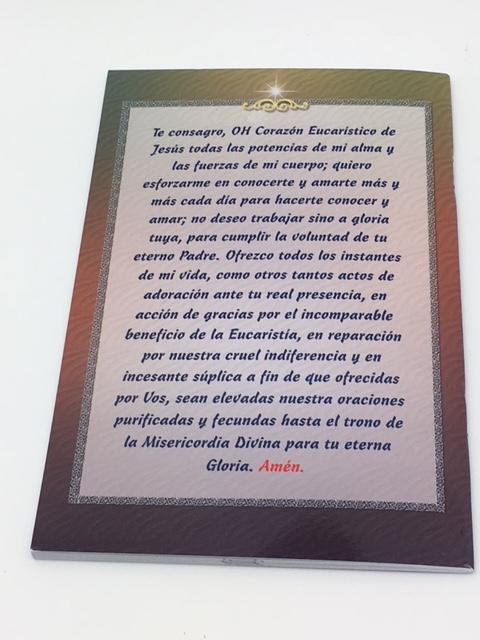 Te consagro, OH Corazón Eucarístico de
Jesús todas las potencias de mi alma y
las fuerzas de mi cuerpo; quiero
esforzarme en conocerte y amarte más y
más cada día para hacerte conocer y
amar; no deseo trabajar sino a gloria
tuya, para cumplir la voluntad de tu
eterno Padre. Ofrezco todos los instantes
de mi vida, como otros tantos actos de
adoración ante tu real presencia, en
acción de gracias por el incomparable
beneficio de la Eucaristía, en reparación
por nuestra cruel indiferencia y en
incesante súplica a fin de que ofrecidas
por Vos, sean elevadas nuestra oraciones
purificadas y fecundas hasta el trono de
la Misericordia Divina para tu eterna
Gloria. Amén.